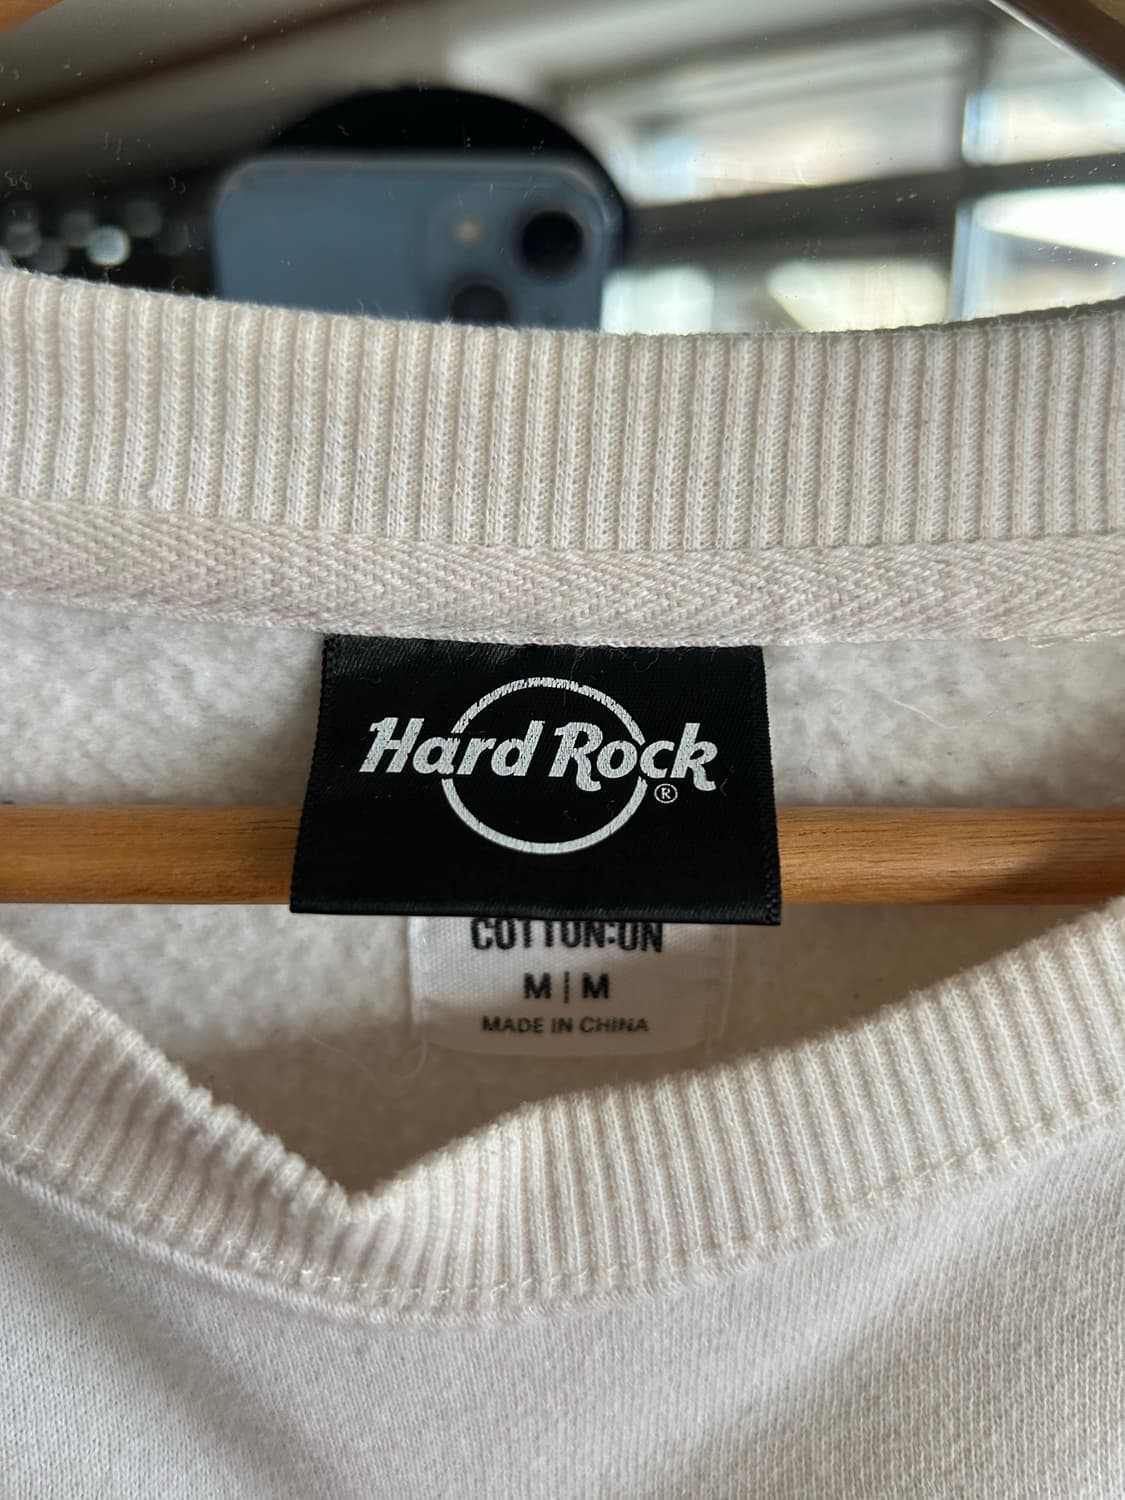 Hard Rock
®
COTTON:ON
M | M
MADE IN CHINA